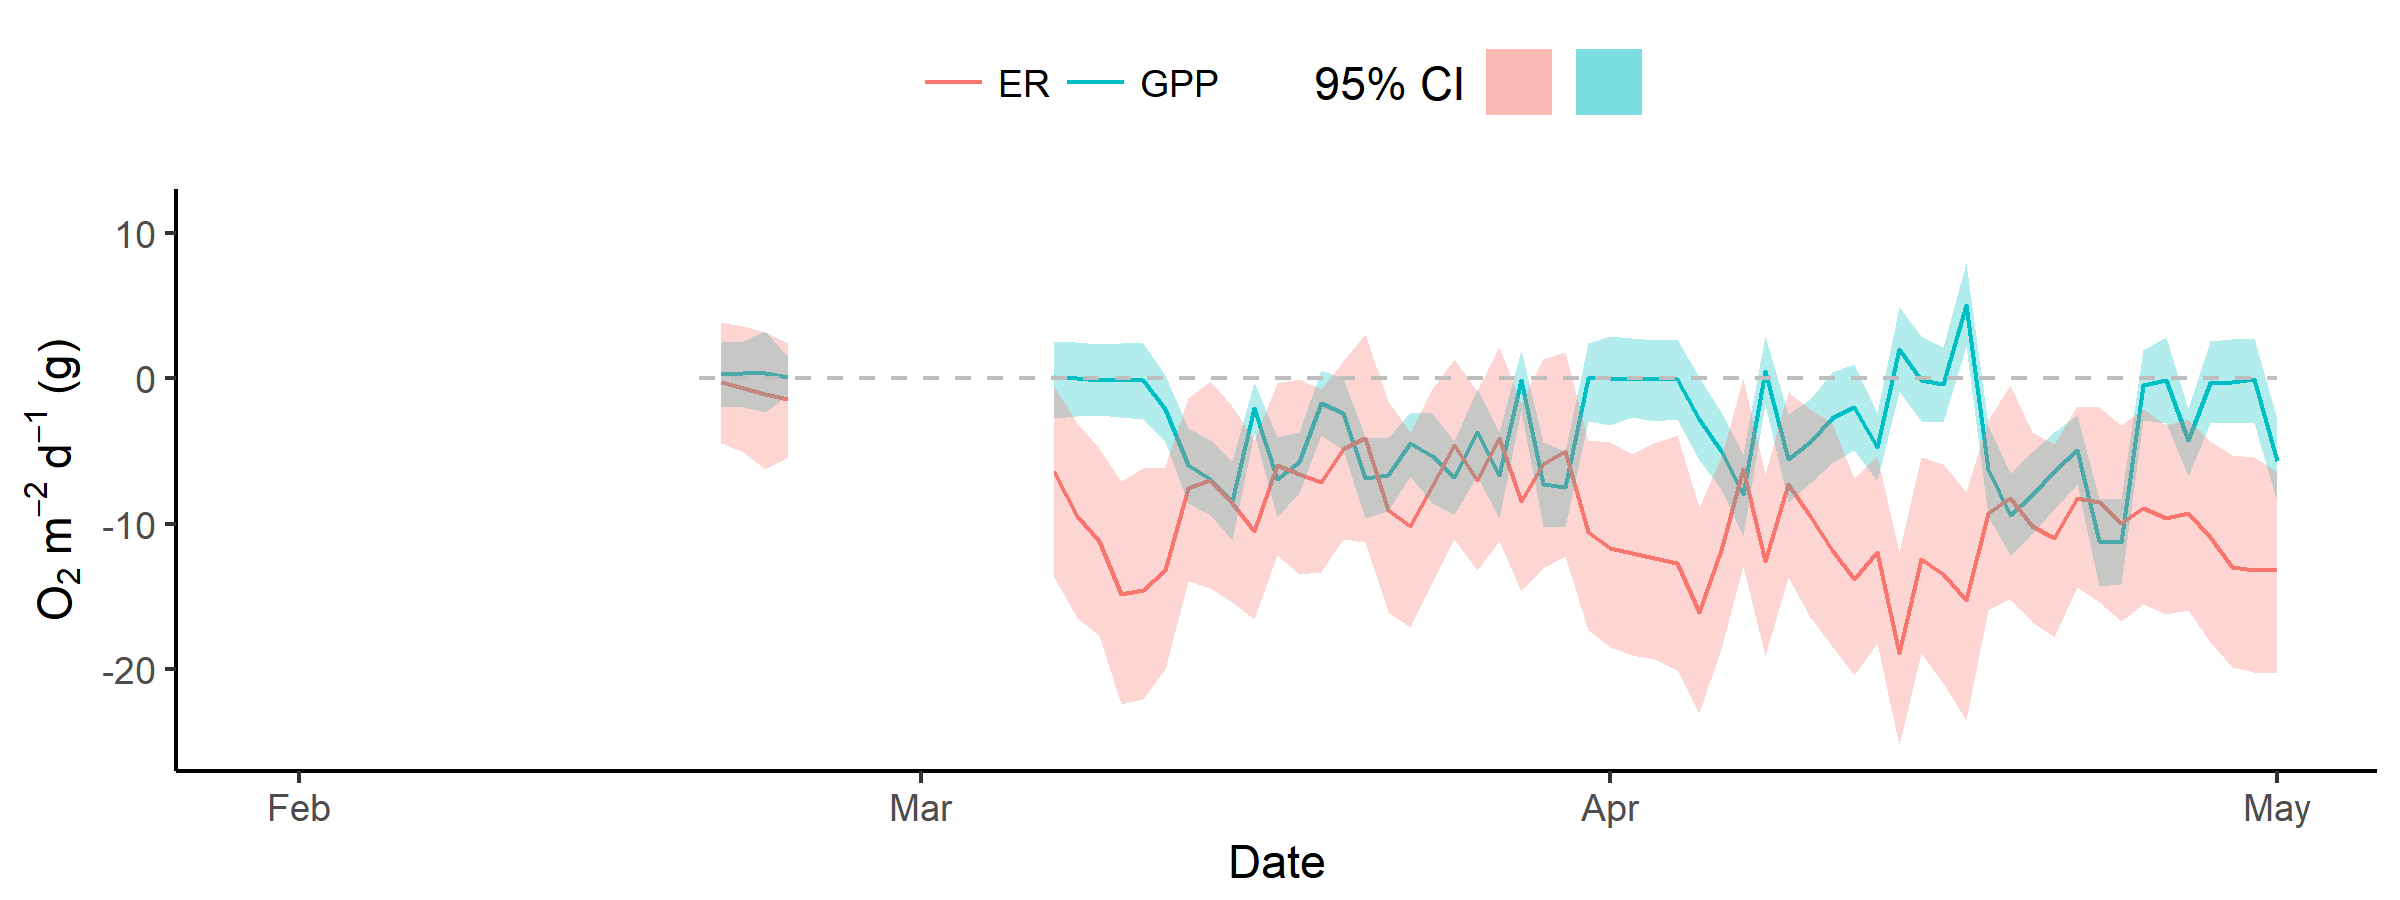 ER GPP 95% CI
O₂ m⁻² d⁻¹ (g)
10
0
-10
-20
Feb Mar Apr May
Date